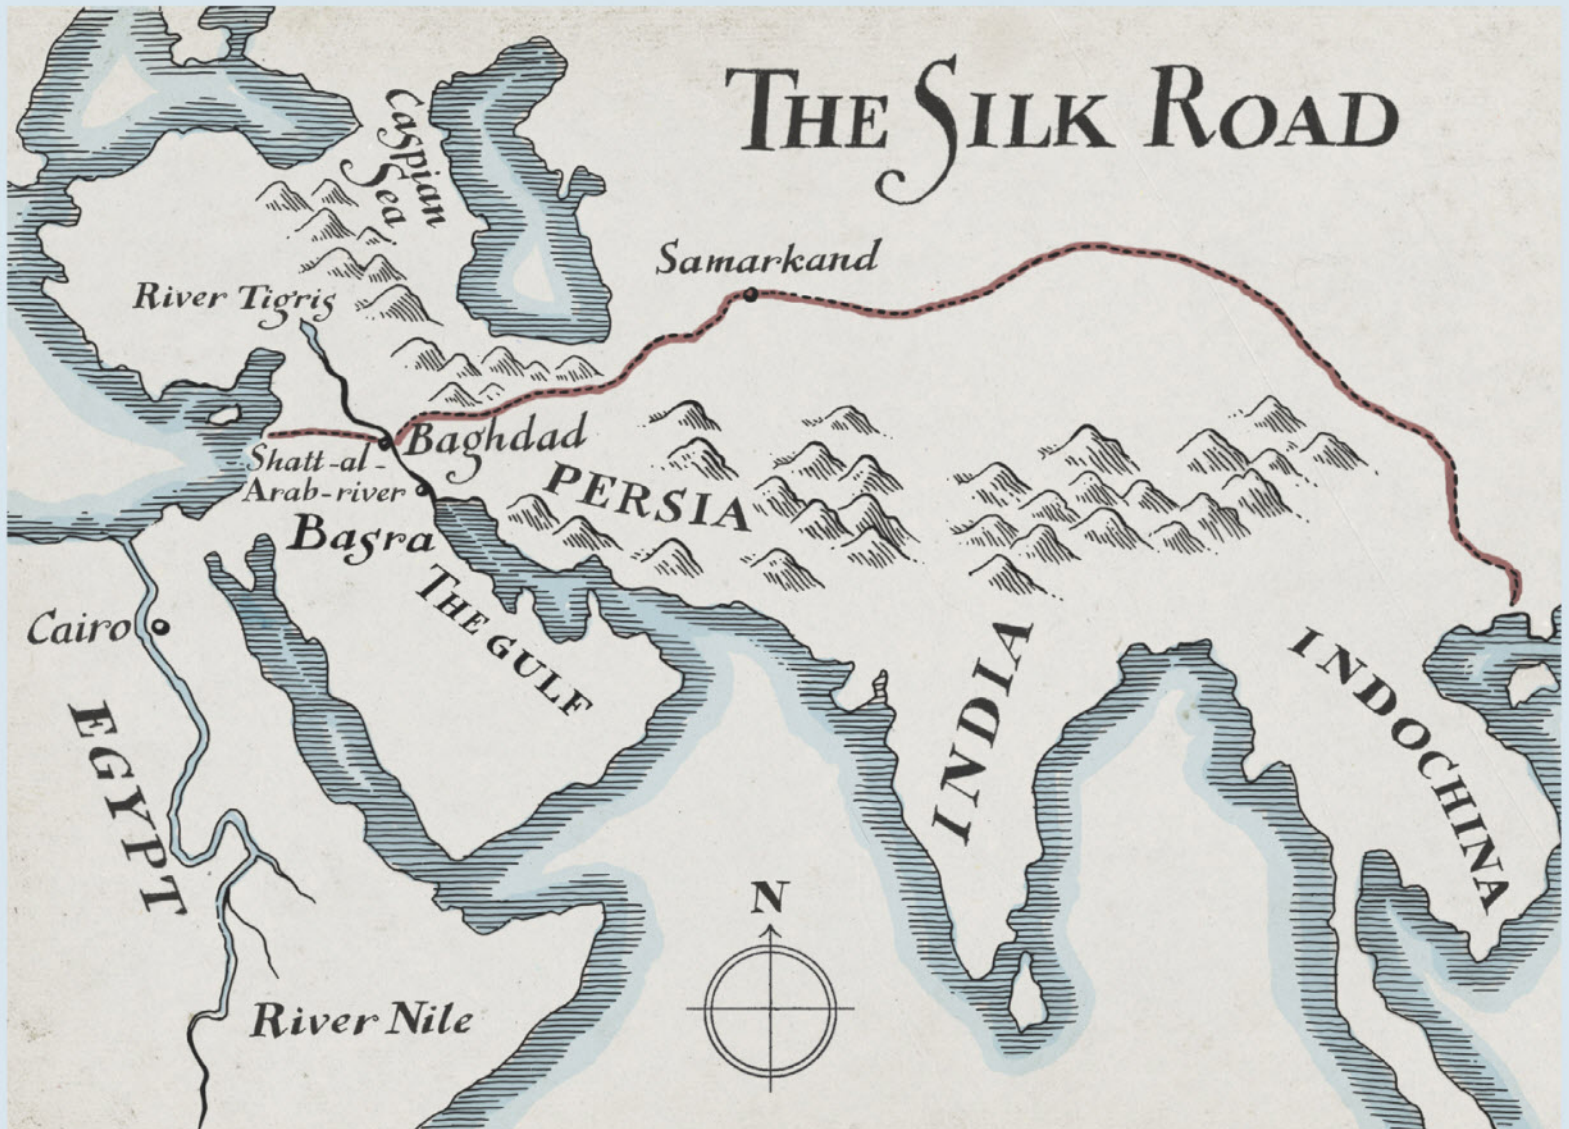 THE SILK ROAD
Caspian
Sea
Samarkand
River Tigris
Baghdad
Shatt-al-
Arab-river
PERSIA
Basra
THE GULF
Cairo
INDIA
INDOCHINA
EGYPT
N
River Nile